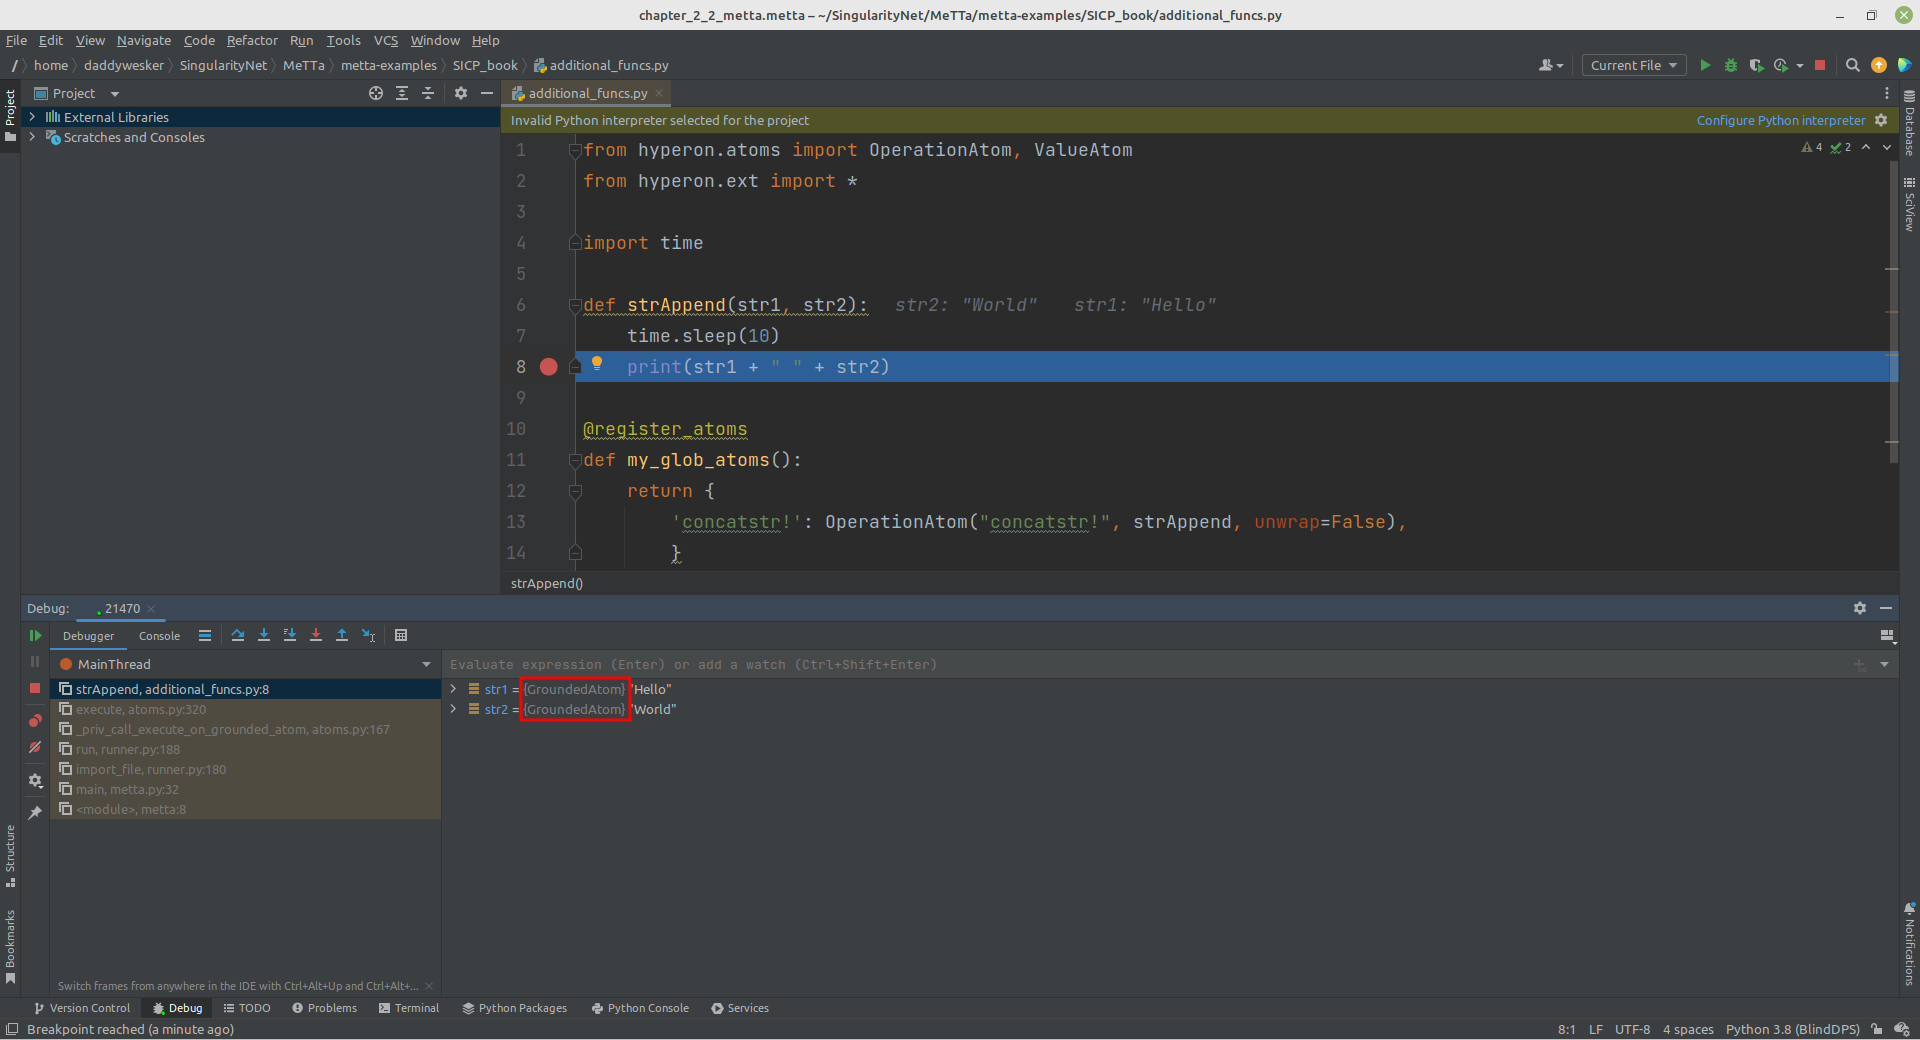 chapter_2_2_metta.metta – ~/SingularityNet/MeTTa/metta-examples/SICP_book/additional_funcs.py
File Edit View Navigate Code Refactor Run Tools VCS Window Help
/ home daddywesker SingularityNet MeTTa metta-examples SICP_book additional_funcs.py
Current File
Project
Project
External Libraries
Scratches and Consoles
additional_funcs.py
Invalid Python interpreter selected for the project
Configure Python interpreter
4 2
1 from hyperon.atoms import OperationAtom, ValueAtom
2 from hyperon.ext import *
3
4 import time
5
6 def strAppend(str1, str2): str2: "World" str1: "Hello"
7 time.sleep(10)
8 print(str1 + " " + str2)
9
10 @register_atoms
11 def my_glob_atoms():
12 return {
13 'concatstr!': OperationAtom("concatstr!", strAppend, unwrap=False),
14 }
strAppend()
Database
SciView
Debug: 21470
Debugger Console
MainThread
Evaluate expression (Enter) or add a watch (Ctrl+Shift+Enter)
strAppend, additional_funcs.py:8
execute, atoms.py:320
_priv_call_execute_on_grounded_atom, atoms.py:167
run, runner.py:188
import_file, runner.py:180
main, metta.py:32
<module>, metta:8
str1 = {GroundedAtom} "Hello"
str2 = {GroundedAtom} "World"
Structure
Bookmarks
Notifications
Switch frames from anywhere in the IDE with Ctrl+Alt+Up and Ctrl+Alt+...
Version Control Debug TODO Problems Terminal Python Packages Python Console Services
Breakpoint reached (a minute ago)
8:1 LF UTF-8 4 spaces Python 3.8 (BlindDPS)